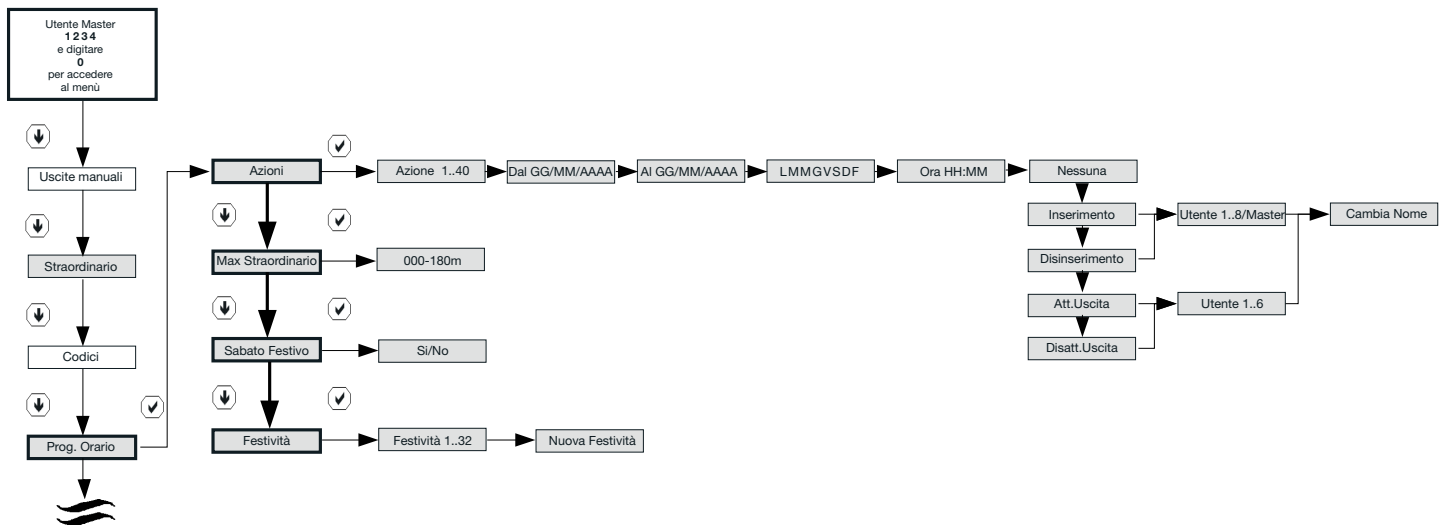 Utente Master
1 2 3 4
e digitare
0
per accedere
al menù
Uscite manuali
Straordinario
Codici
Prog. Orario
Azioni
Azione 1..40
Dal GG/MM/AAAA
Al GG/MM/AAAA
LMMGVSDF
Ora HH:MM
Nessuna
Inserimento
Utente 1..8/Master
Cambia Nome
Disinserimento
Att.Uscita
Utente 1..6
Disatt.Uscita
Max Straordinario
000-180m
Sabato Festivo
Si/No
Festività
Festività 1..32
Nuova Festività